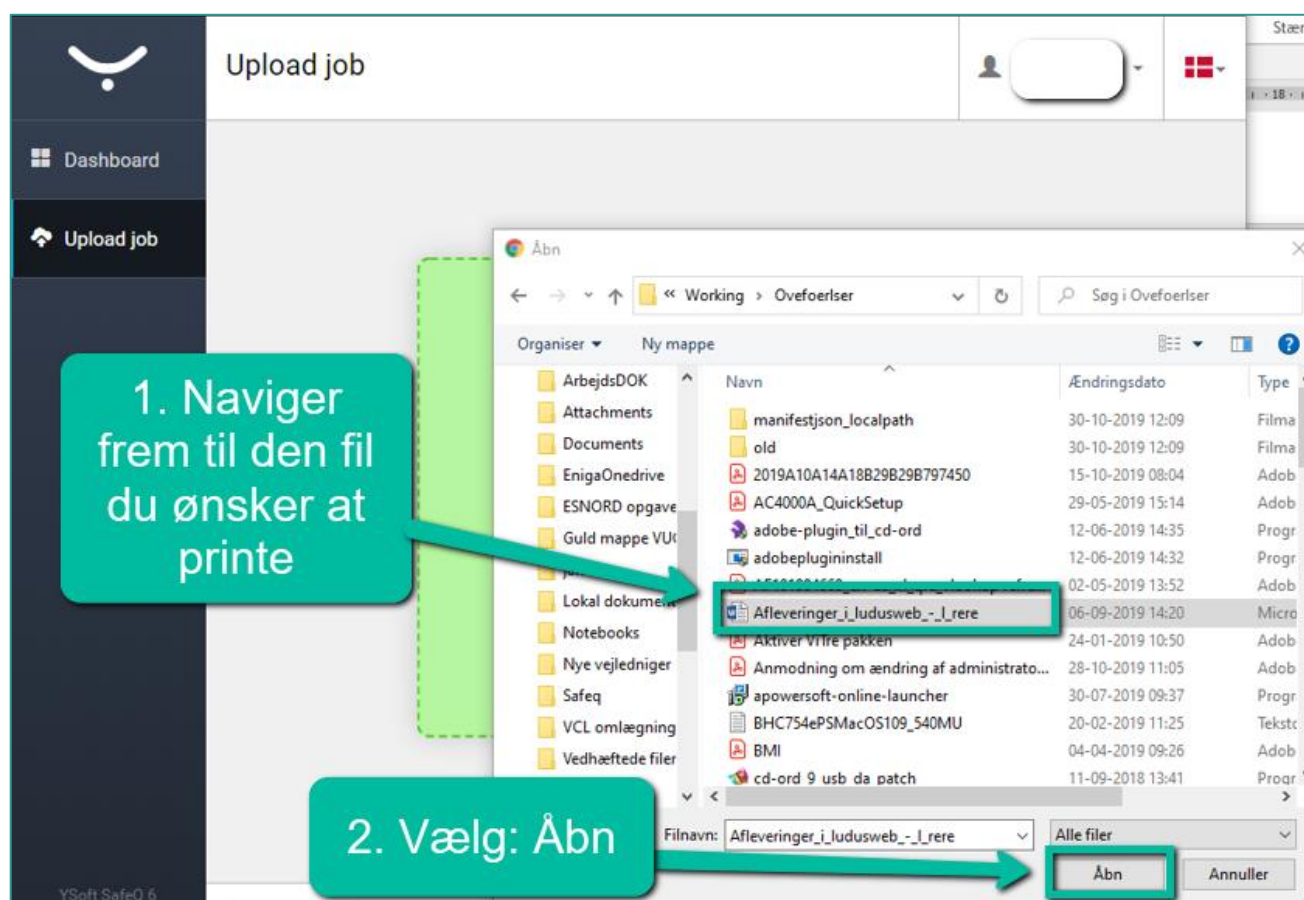 Upload job
Stær
18
Dashboard
Upload job
Åbn
« Working > Ovefoerlser
Søg i Ovefoerlser
Organiser
Ny mappe
ArbejdsDOK
Attachments
Documents
EnigaOnedrive
ESNORD opgave
Guld mappe VU
Lokal dokument
Notebooks
Nye vejledniger
Safeq
VCL omlægning
Vedhæftede filer
Navn
Ændringsdato
Type
manifestjson_localpath
30-10-2019 12:09
Filma
old
30-10-2019 12:09
Filma
2019A10A14A18B29B29B797450
15-10-2019 08:04
Adob
AC4000A_QuickSetup
29-05-2019 15:14
Adob
adobe-plugin_til_cd-ord
12-06-2019 14:35
Progr
adobeplugininstall
12-06-2019 14:32
Progr
02-05-2019 13:52
Adob
Afleveringer_i_ludusweb_-_l_rere
06-09-2019 14:20
Micro
Aktiver ViTre pakken
24-01-2019 10:50
Adob
Anmodning om ændring af administrato...
28-10-2019 11:05
Adob
apowersoft-online-launcher
30-07-2019 09:37
Progr
BHC754ePSMacOS109_540MU
20-02-2019 11:25
Tekstc
BMI
04-04-2019 09:26
Adob
cd-ord 9 usb da patch
11-09-2018 13:41
Progr
1. Naviger
frem til den fil
du ønsker at
printe
2. Vælg: Åbn
Filnavn:
Afleveringer_i_ludusweb_-_l_rere
Alle filer
Åbn
Annuller
YSoft SafeQ 6